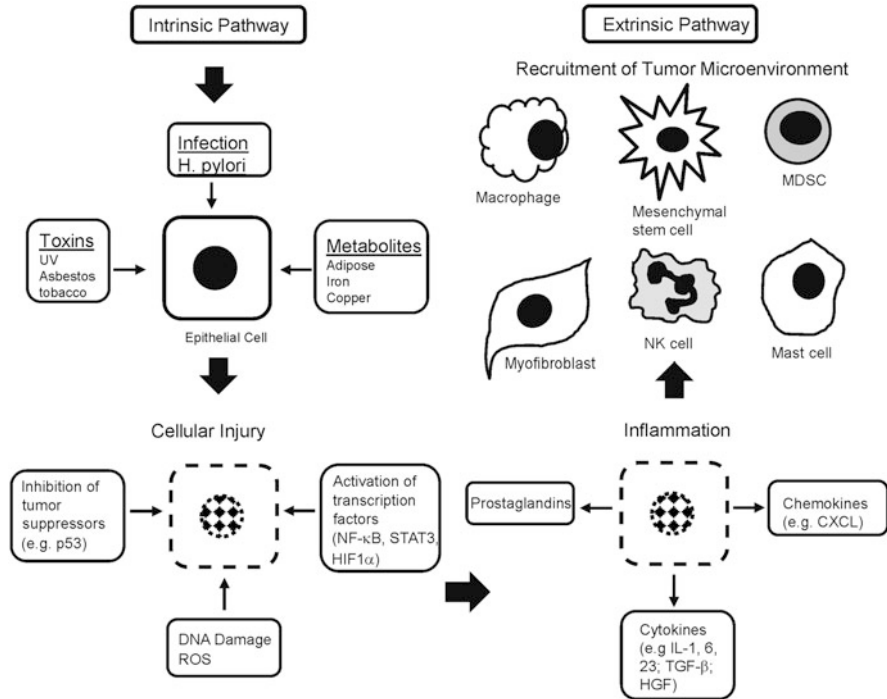 Intrinsic Pathway
Infection
H. pylori
Toxins
UV
Asbestos
tobacco
Metabolites
Adipose
Iron
Copper
Epithelial Cell
Cellular Injury
Inhibition of
tumor
suppressors
(e.g. p53)
Activation of
transcription
factors
(NF-κB, STAT3,
HIF1α)
DNA Damage
ROS
Extrinsic Pathway
Recruitment of Tumor Microenvironment
Macrophage
Mesenchymal
stem cell
MDSC
Myofibroblast
NK cell
Mast cell
Inflammation
Prostaglandins
Chemokines
(e.g. CXCL)
Cytokines
(e.g IL-1, 6,
23; TGF-β;
HGF)